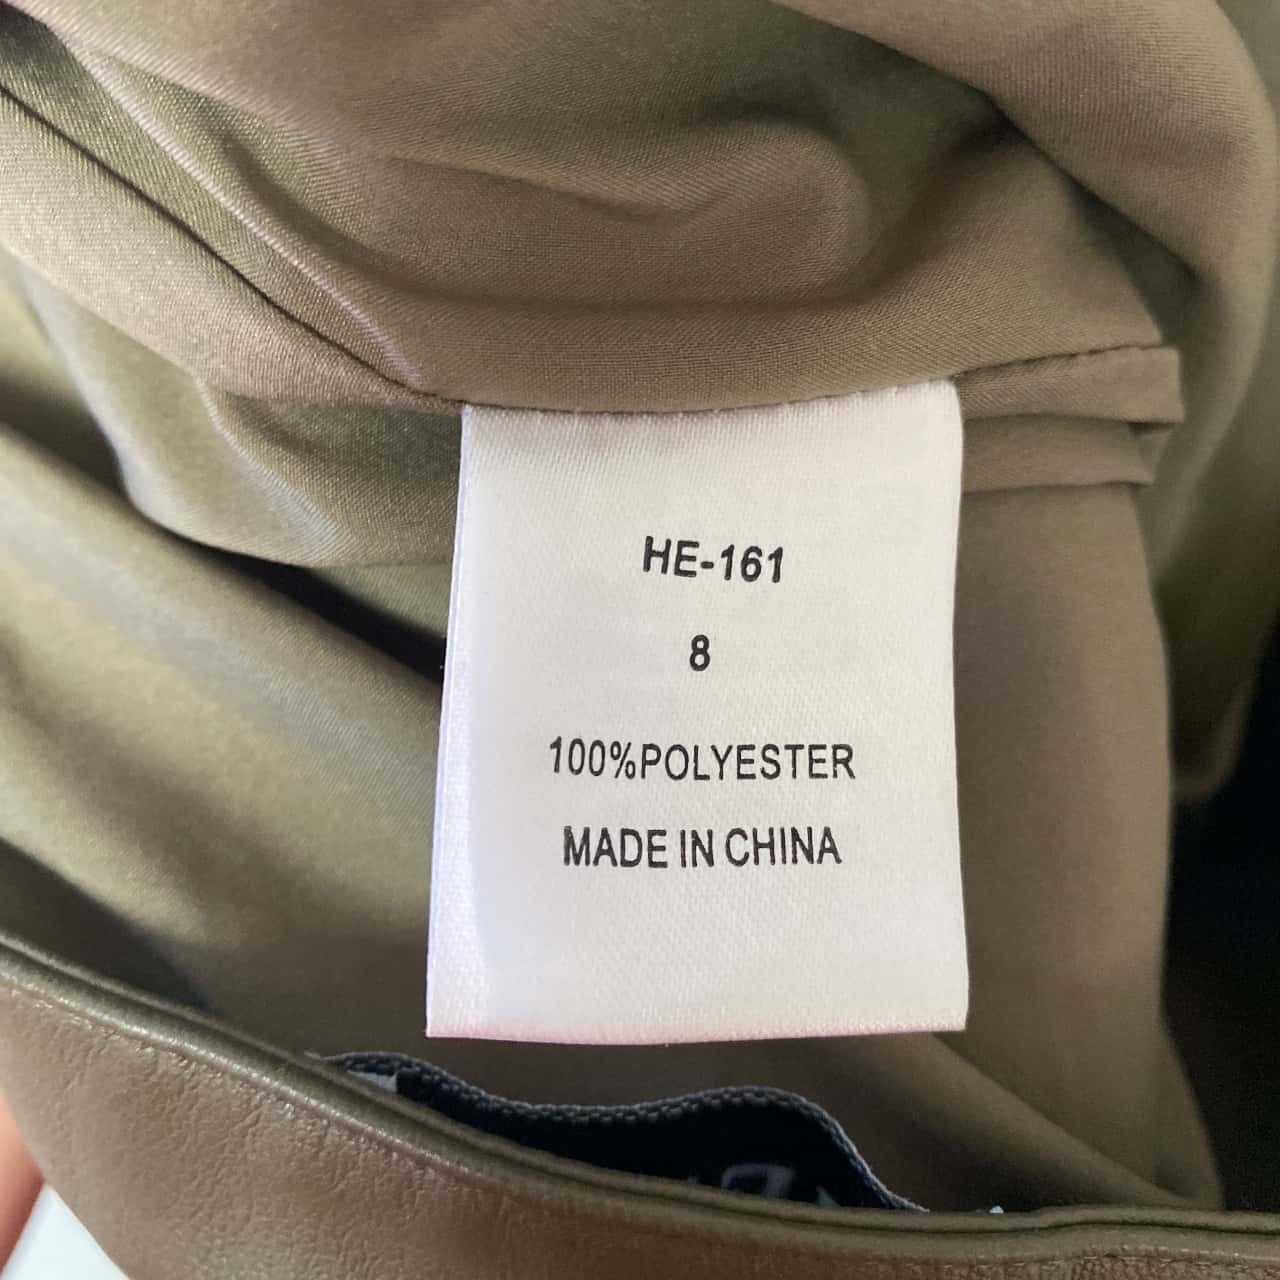 HE-161
8
100%POLYESTER
MADE IN CHINA